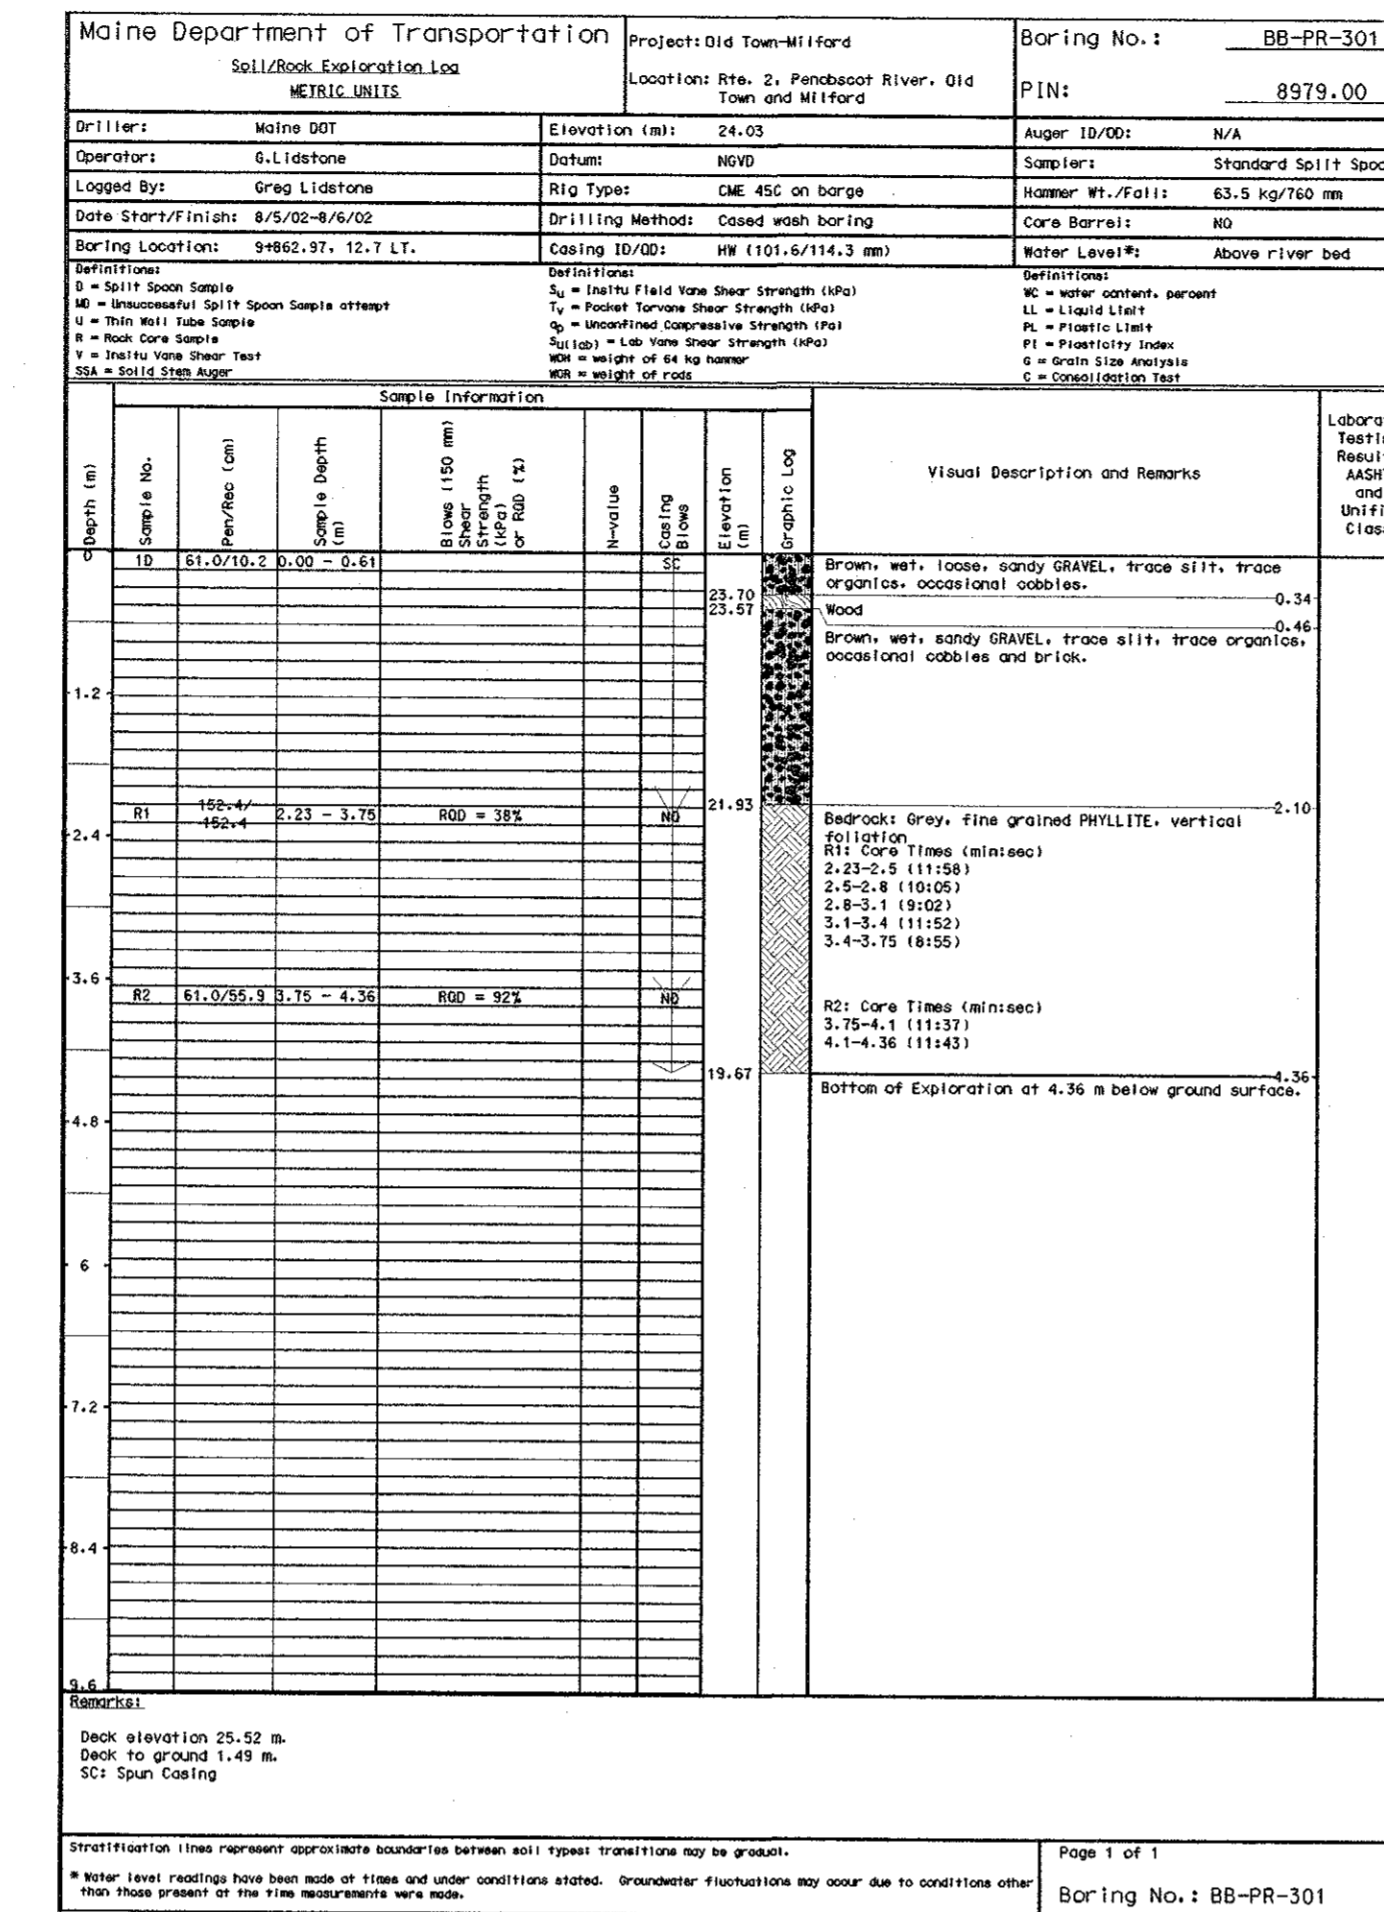 Maine Department of Transportation
Soil/Rock Exploration Log
METRIC UNITS
Project: Old Town-Milford
Location: Rte. 2, Penobscot River, Old
Town and Milford
Boring No.: BB-PR-301
PIN: 8979.00
Driller: Maine DOT
Elevation (m): 24.03
Auger ID/OD: N/A
Operator: G.Lidstone
Datum: NGVD
Sampler: Standard Split Spoo
Logged By: Greg Lidstone
Rig Type: CME 45C on barge
Hammer Wt./Fall: 63.5 kg/760 mm
Date Start/Finish: 8/5/02-8/6/02
Drilling Method: Cased wash boring
Core Barrel: NQ
Boring Location: 9+862.97, 12.7 LT.
Casing ID/OD: HW (101.6/114.3 mm)
Water Level*: Above river bed
Definitions:
D = Split Spoon Sample
MD = Unsuccessful Split Spoon Sample attempt
U = Thin Wall Tube Sample
R = Rock Core Sample
V = Insitu Vane Shear Test
SSA = Solid Stem Auger
Definitions:
Su = Insitu Field Vane Shear Strength (kPa)
Tv = Pocket Torvane Shear Strength (kPa)
qp = Unconfined Compressive Strength (Pa)
Su(lab) = Lab Vane Shear Strength (kPa)
WOH = weight of 64 kg hammer
WOR = weight of rods
Definitions:
WC = water content, percent
LL = Liquid Limit
PL = Plastic Limit
PI = Plasticity Index
G = Grain Size Analysis
C = Consolidation Test
Sample Information
Depth (m)
Sample No.
Pen/Rec (cm)
Sample Depth
(m)
Blows (150 mm)
Shear
Strength
(kPa)
or RQD (%)
N-value
Casing
Blows
Elevation
(m)
Graphic Log
Visual Description and Remarks
Labora
Testi
Resul
AASH
and
Unifi
Clas
0
1D 61.0/10.2 0.00 - 0.61 SC
Brown, wet, loose, sandy GRAVEL, trace silt, trace
organics, occasional cobbles.
23.70 0.34
23.57 Wood
0.46
Brown, wet, sandy GRAVEL, trace silt, trace organics,
occasional cobbles and brick.
1.2
21.93 2.10
R1 152.4/ 2.23 - 3.75 RQD = 38% NQ
152.4
Bedrock: Grey, fine grained PHYLLITE, vertical
foliation
2.4
R1: Core Times (min:sec)
2.23-2.5 (11:58)
2.5-2.8 (10:05)
2.8-3.1 (9:02)
3.1-3.4 (11:52)
3.4-3.75 (8:55)
3.6
R2 61.0/55.9 3.75 - 4.36 RQD = 92% NQ
R2: Core Times (min:sec)
3.75-4.1 (11:37)
4.1-4.36 (11:43)
19.67 4.36
Bottom of Exploration at 4.36 m below ground surface.
4.8
6
7.2
8.4
9.6
Remarks:
Deck elevation 25.52 m.
Deck to ground 1.49 m.
SC: Spun Casing
Stratification lines represent approximate boundaries between soil types; transitions may be gradual.
* Water level readings have been made at times and under conditions stated. Groundwater fluctuations may occur due to conditions other
than those present at the time measurements were made.
Page 1 of 1
Boring No.: BB-PR-301